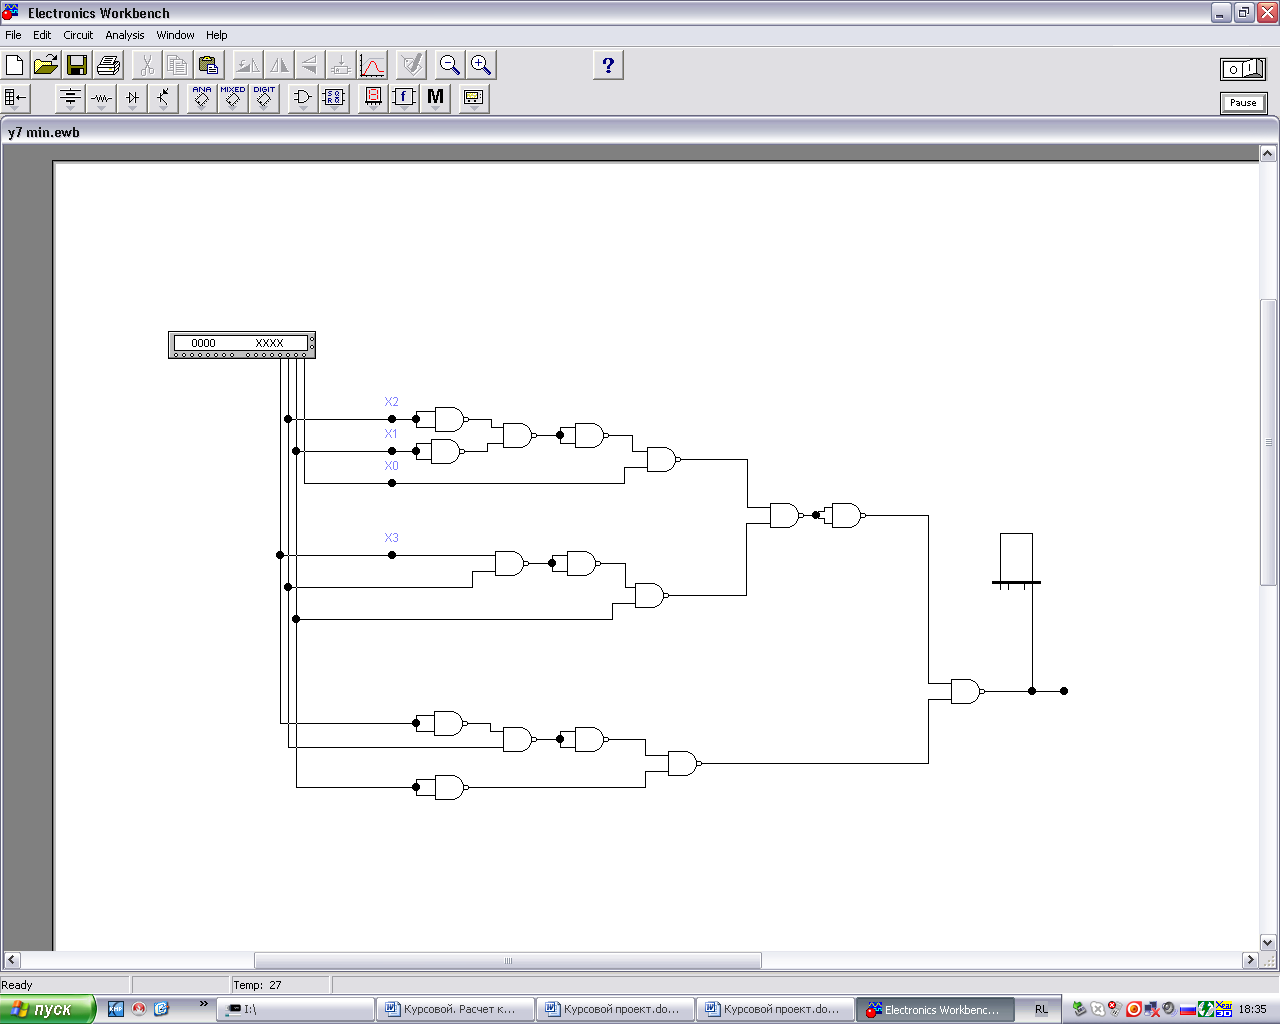 Electronics Workbench
File Edit Circuit Analysis Window Help
?
0 1
ANA MIXED DIGIT
f M
Pause
y7 min.ewb
0000 XXXX
X2
X1
X0
X3
Ready
Temp: 27
пуск
»
I:\
Курсовой. Расчет к...
Курсовой проект.do...
Курсовой проект.do...
Electronics Workbenc...
RL
18:35